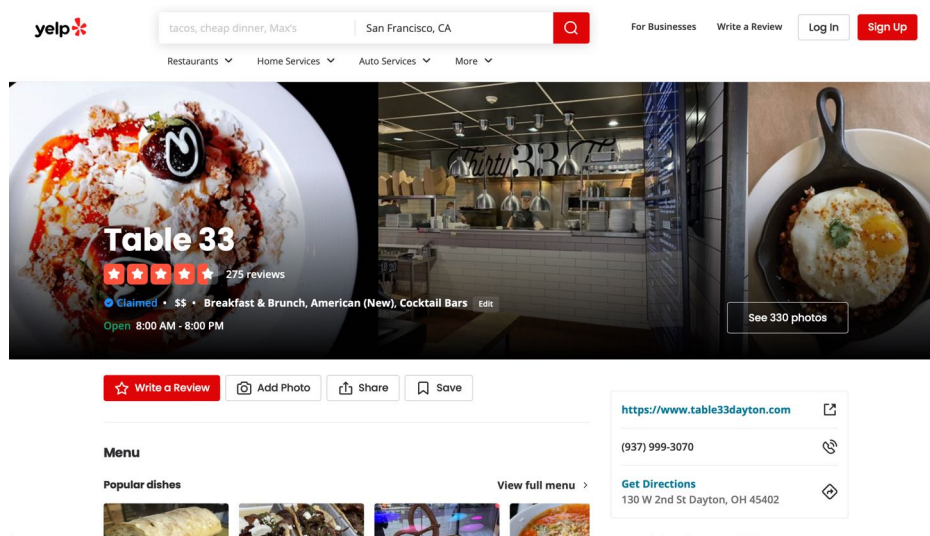 yelp
tacos, cheap dinner, Max's
San Francisco, CA
For Businesses
Write a Review
Log In
Sign Up
Restaurants
Home Services
Auto Services
More
Thirty 33 Th
Table 33
275 reviews
Claimed • $$ • Breakfast & Brunch, American (New), Cocktail Bars Edit
Open 8:00 AM - 8:00 PM
See 330 photos
Write a Review
Add Photo
Share
Save
https://www.table33dayton.com
(937) 999-3070
Get Directions
130 W 2nd St Dayton, OH 45402
Menu
Popular dishes
View full menu